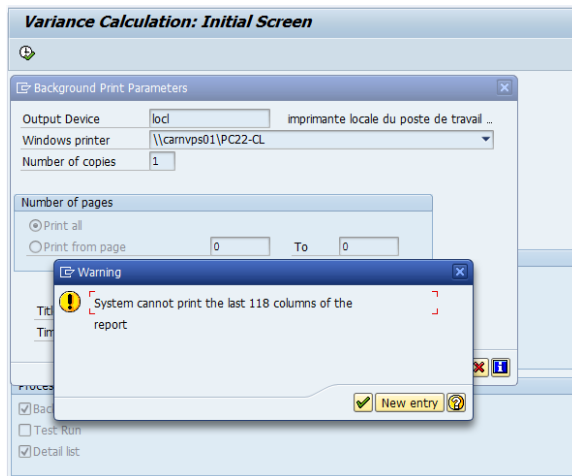 Variance Calculation: Initial Screen
Background Print Parameters
Output Device locl imprimante locale du poste de travail ...
Windows printer \\carnvps01\PC22-CL
Number of copies 1
Number of pages
Print all
Print from page 0 To 0
Warning
System cannot print the last 118 columns of the
report
New entry
Test Run
Detail list